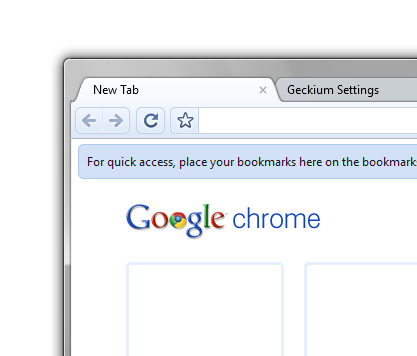 New Tab
Geckium Settings
For quick access, place your bookmarks here on the bookmark
Google chrome